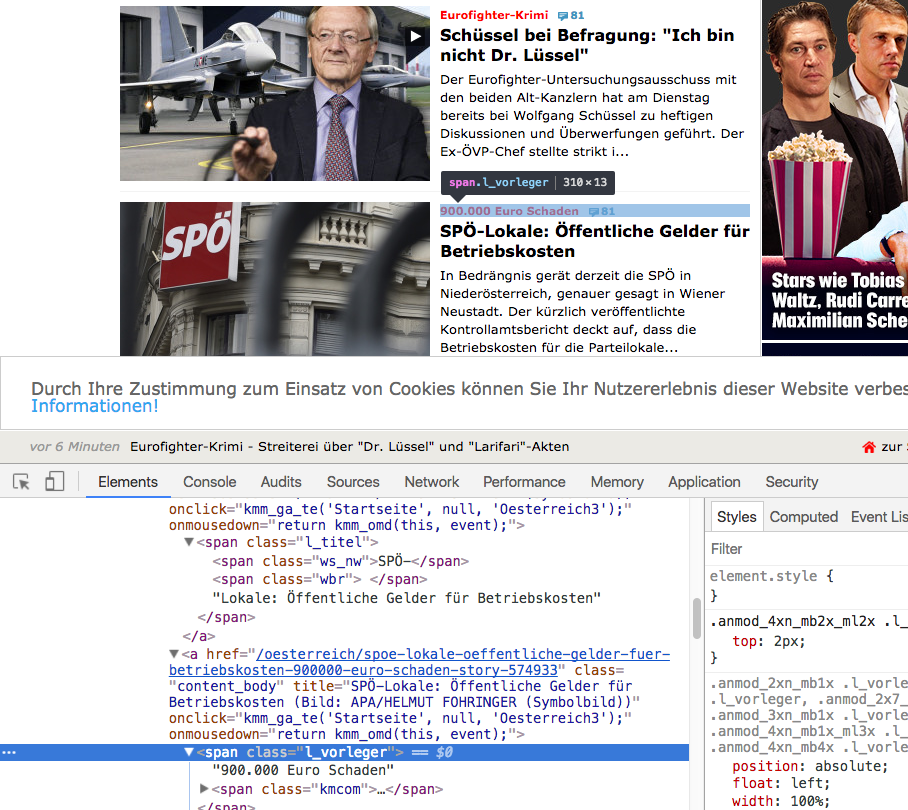 Eurofighter-Krimi 81
Schüssel bei Befragung: "Ich bin
nicht Dr. Lüssel"
Der Eurofighter-Untersuchungsausschuss mit
den beiden Alt-Kanzlern hat am Dienstag
bereits bei Wolfgang Schüssel zu heftigen
Diskussionen und Überwerfungen geführt. Der
Ex-ÖVP-Chef stellte strikt i...
span.l_vorleger | 310×13
900.000 Euro Schaden 81
SPÖ-Lokale: Öffentliche Gelder für
Betriebskosten
In Bedrängnis gerät derzeit die SPÖ in
Niederösterreich, genauer gesagt in Wiener
Neustadt. Der kürzlich veröffentlichte
Kontrollamtsbericht deckt auf, dass die
Betriebskosten für die Parteilokale...
SPÖ
Stars wie Tobias
Waltz, Rudi Carre
Maximilian Sche
Durch Ihre Zustimmung zum Einsatz von Cookies können Sie Ihr Nutzererlebnis dieser Website verbes
Informationen!
vor 6 Minuten Eurofighter-Krimi - Streiterei über "Dr. Lüssel" und "Larifari"-Akten
zur
Elements Console Audits Sources Network Performance Memory Application Security
onclick="kmm_ga_te('Startseite', null, 'Oesterreich3');"
onmousedown="return kmm_omd(this, event);">
▼<span class="l_titel">
<span class="ws_nw">SPÖ-</span>
<span class="wbr"> </span>
"Lokale: Öffentliche Gelder für Betriebskosten"
</span>
</a>
▼<a href="/oesterreich/spoe-lokale-oeffentliche-gelder-fuer-
betriebskosten-900000-euro-schaden-story-574933" class=
"content_body" title="SPÖ-Lokale: Öffentliche Gelder für
Betriebskosten (Bild: APA/HELMUT FOHRINGER (Symbolbild))"
onclick="kmm_ga_te('Startseite', null, 'Oesterreich3');"
onmousedown="return kmm_omd(this, event);">
… ▼<span class="l_vorleger"> == $0
"900.000 Euro Schaden"
▶<span class="kmcom">…</span>
</span>
Styles Computed Event Lis
Filter
element.style {
}
.anmod_4xn_mb2x_ml2x .l_
top: 2px;
}
.anmod_2xn_mb1x .l_vorle
.l_vorleger, .anmod_2x7_
.anmod_3xn_mb1x .l_vorle
.anmod_4xn_mb1x_ml3x .l_
.anmod_4xn_mb4x .l_vorle
position: absolute;
float: left;
width: 100%;